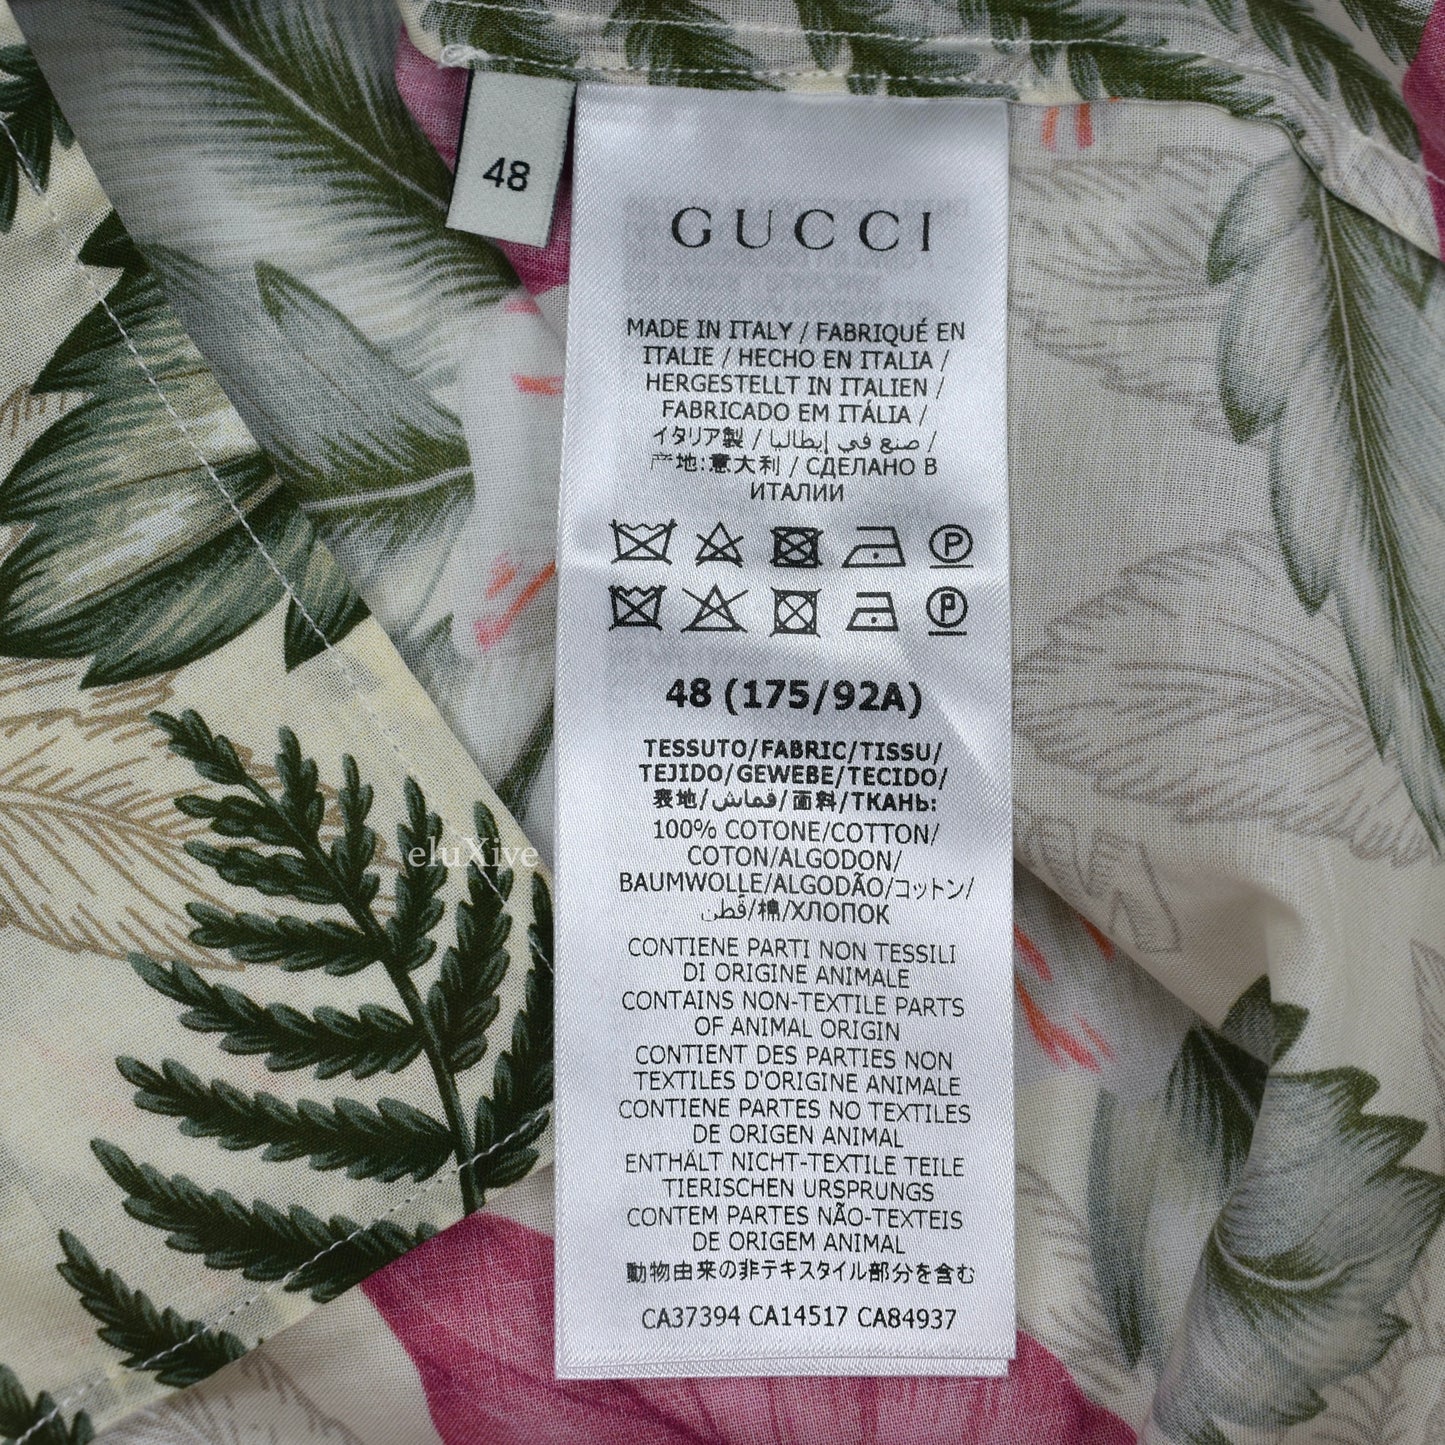 48
GUCCI
MADE IN ITALY / FABRIQUÉ EN
ITALIE / HECHO EN ITALIA /
HERGESTELLT IN ITALIEN /
FABRICADO EM ITÁLIA /
イタリア製 / صنع في إيطاليا /
产地:意大利 / СДЕЛАНО В
ИТАЛИИ
P
P
48 (175/92A)
TESSUTO/FABRIC/TISSU/
TEJIDO/GEWEBE/TECIDO/
表地/قماش/面料/ТКАНЬ:
100% COTONE/COTTON/
COTON/ALGODON/
BAUMWOLLE/ALGODÃO/コットン/
قطن/棉/ХЛОПОК
eluXive
CONTIENE PARTI NON TESSILI
DI ORIGINE ANIMALE
CONTAINS NON-TEXTILE PARTS
OF ANIMAL ORIGIN
CONTIENT DES PARTIES NON
TEXTILES D'ORIGINE ANIMALE
CONTIENE PARTES NO TEXTILES
DE ORIGEN ANIMAL
ENTHÄLT NICHT-TEXTILE TEILE
TIERISCHEN URSPRUNGS
CONTEM PARTES NÃO-TEXTEIS
DE ORIGEM ANIMAL
動物由来の非テキスタイル部分を含む
CA37394 CA14517 CA84937